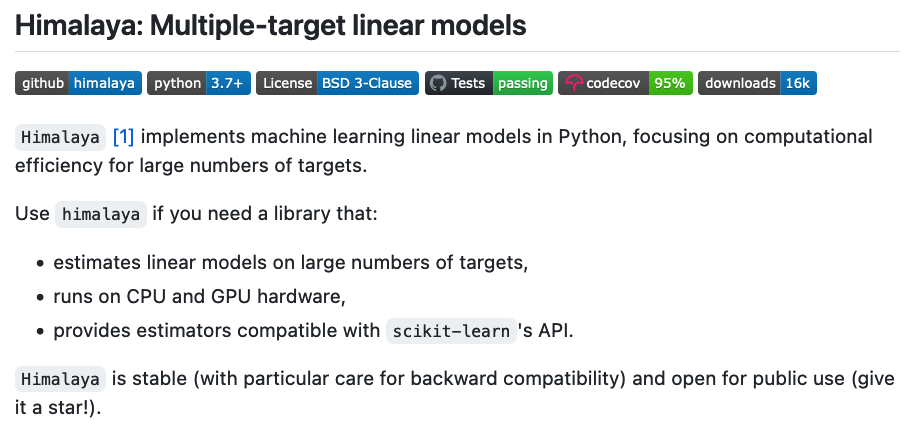 Himalaya: Multiple-target linear models
github himalaya python 3.7+ License BSD 3-Clause Tests passing codecov 95% downloads 16k
Himalaya [1] implements machine learning linear models in Python, focusing on computational
efficiency for large numbers of targets.
Use himalaya if you need a library that:
• estimates linear models on large numbers of targets,
• runs on CPU and GPU hardware,
• provides estimators compatible with scikit-learn's API.
Himalaya is stable (with particular care for backward compatibility) and open for public use (give
it a star!).